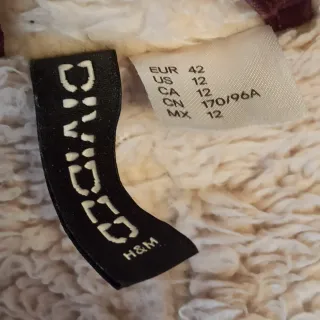 DIVIDED
H&M
EUR 42
US 12
CA 12
CN 170/96A
MX 12